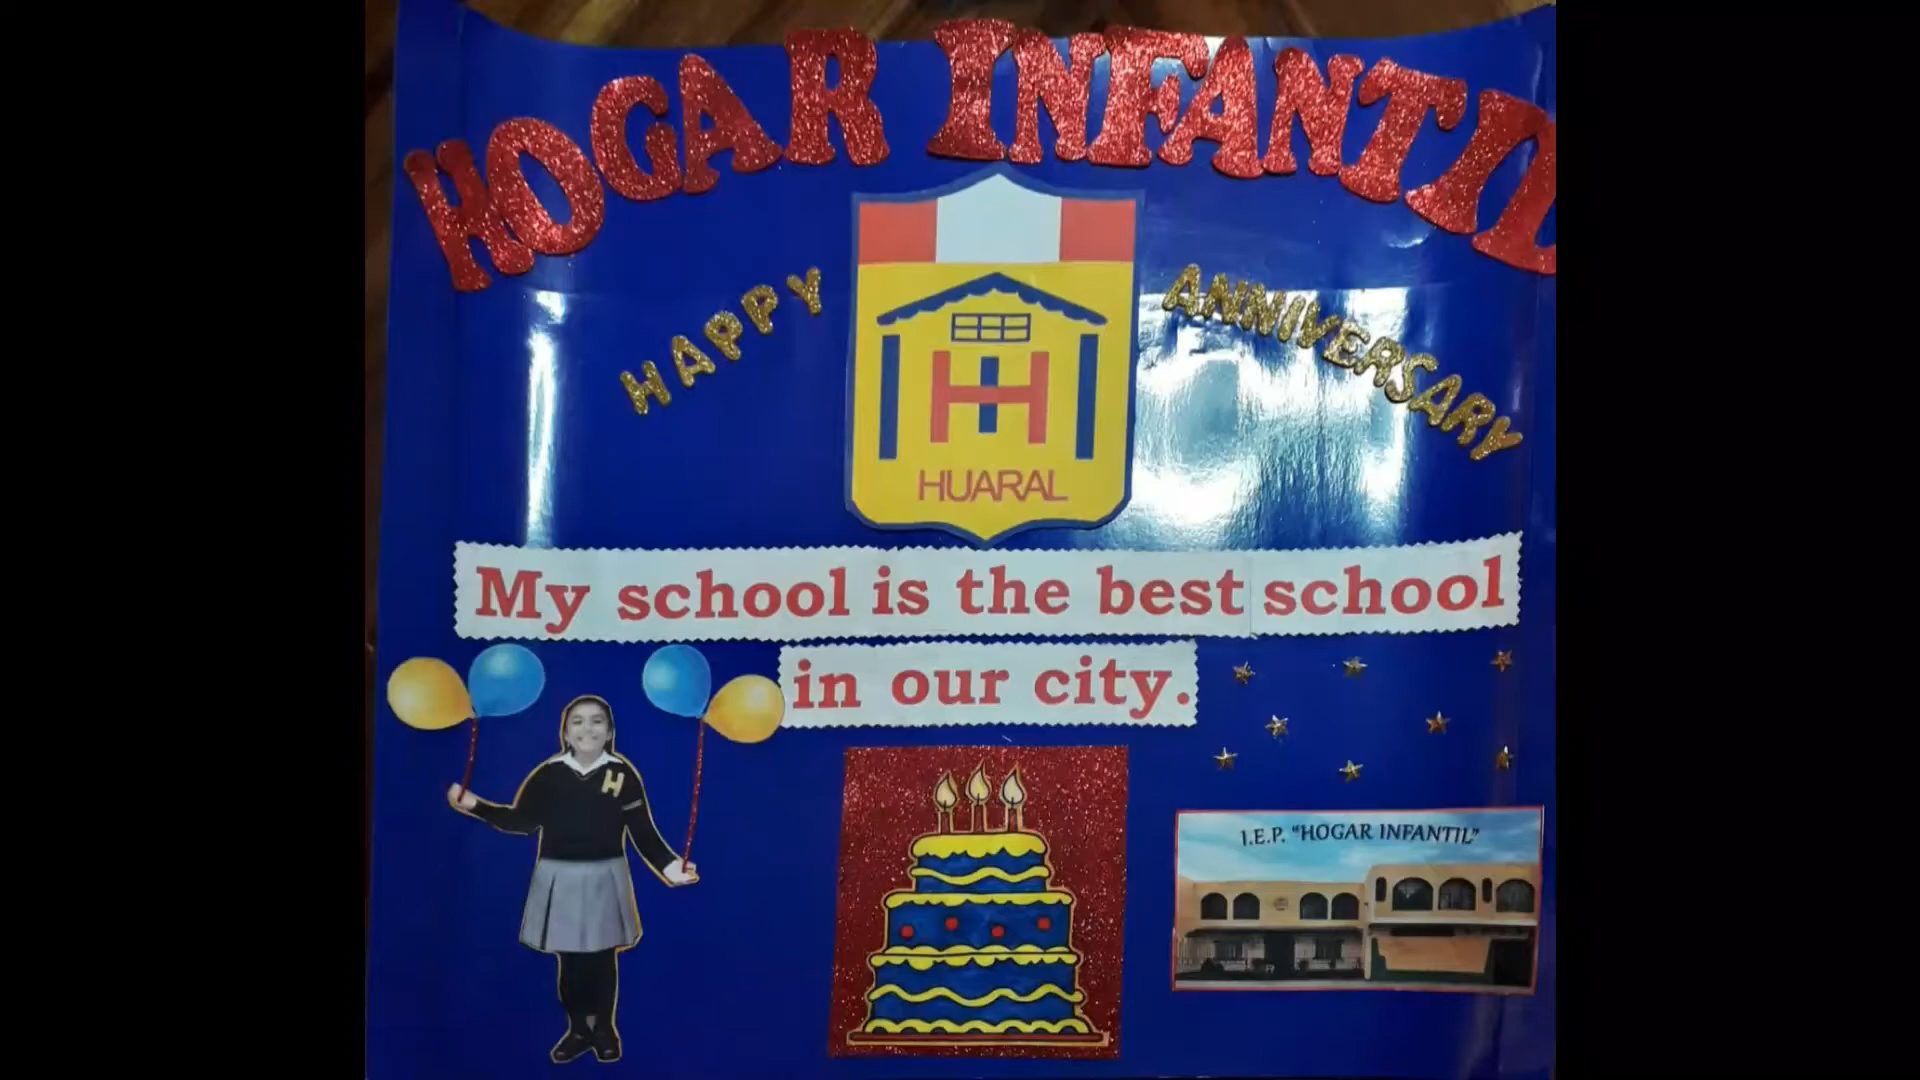 HOGAR INFANTIL
HAPPY ANNIVERSARY
H
HUARAL
My school is the best school
in our city.
H
I.E.P. "HOGAR INFANTIL"